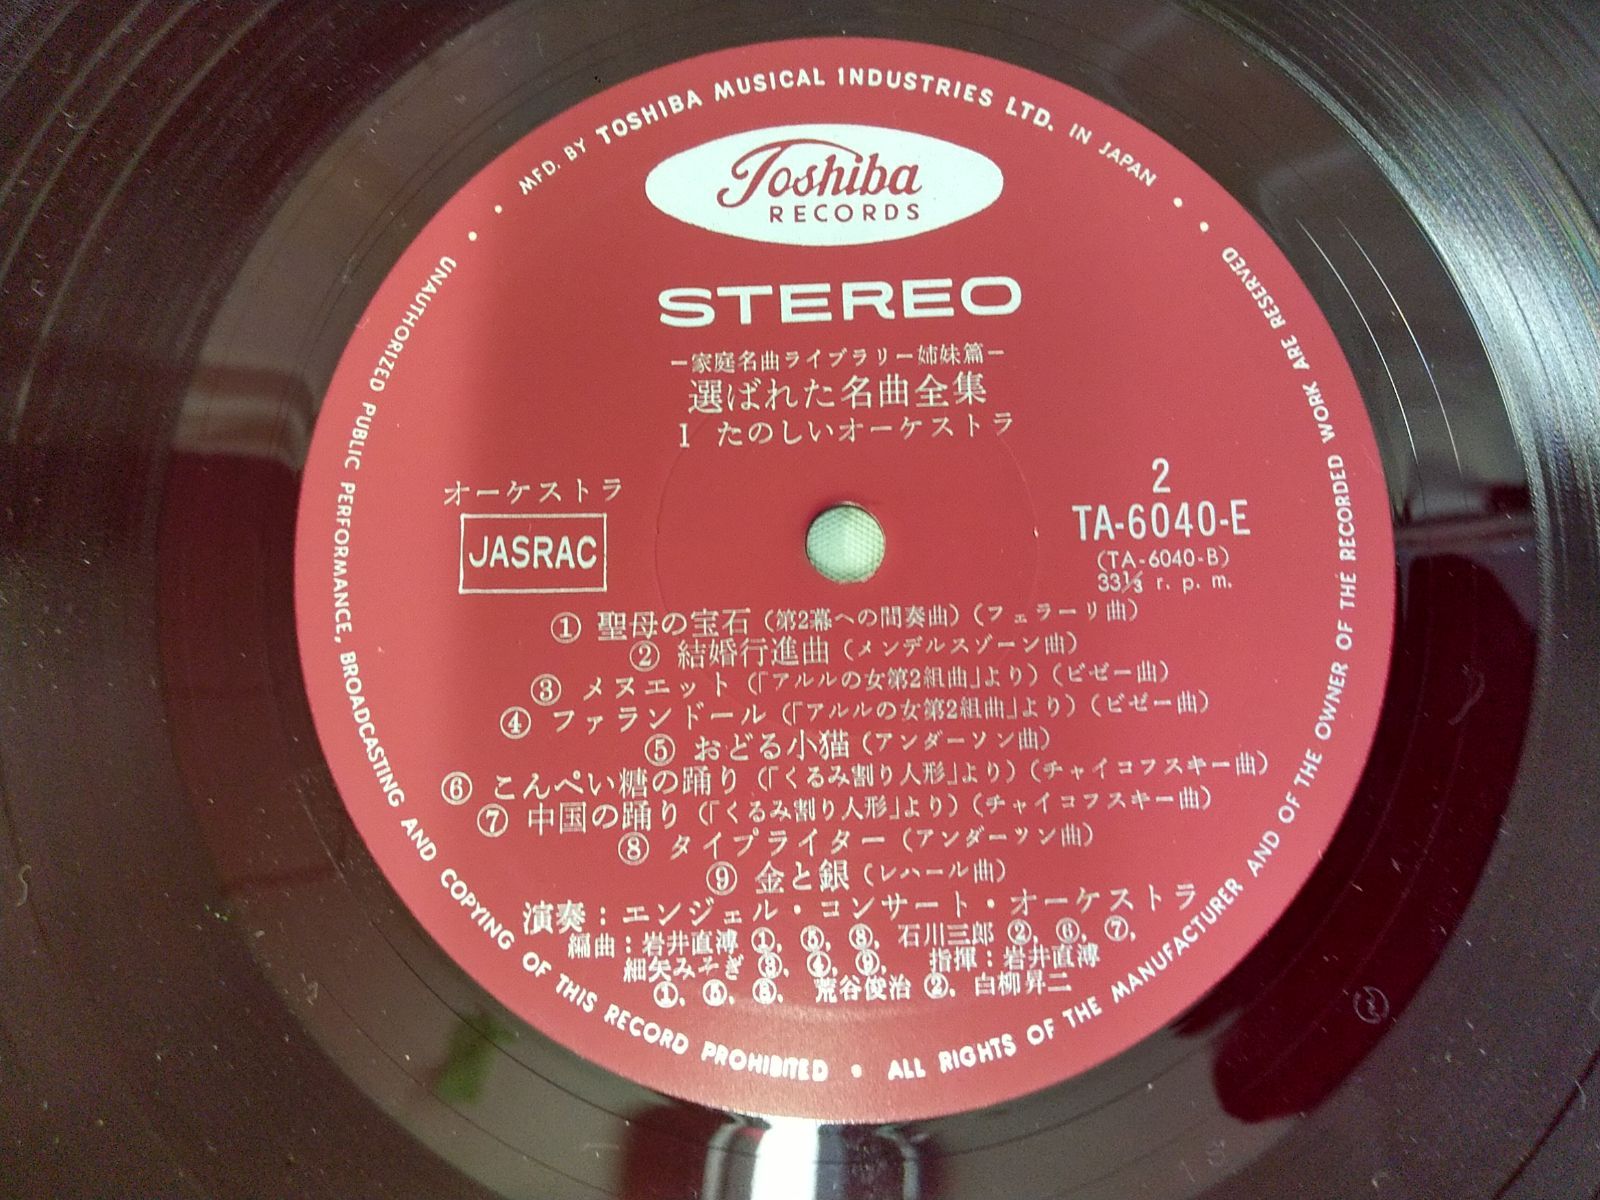 MFD. BY TOSHIBA MUSICAL INDUSTRIES LTD. IN JAPAN
Toshiba
RECORDS
STEREO
ー家庭名曲ライブラリー姉妹篇ー
選ばれた名曲全集
1 たのしいオーケストラ
オーケストラ
JASRAC
2
TA-6040-E
(TA-6040-B)
33⅓ r. p. m.
① 聖母の宝石(第2幕への間奏曲)(フェラーリ曲)
② 結婚行進曲(メンデルスゾーン曲)
③ メヌエット(「アルルの女第2組曲」より)(ビゼー曲)
④ ファランドール(「アルルの女第2組曲」より)(ビゼー曲)
⑤ おどる小猫(アンダーソン曲)
⑥ こんぺい糖の踊り(「くるみ割り人形」より)(チャイコフスキー曲)
⑦ 中国の踊り(「くるみ割り人形」より)(チャイコフスキー曲)
⑧ タイプライター(アンダーソン曲)
⑨ 金と銀(レハール曲)
演奏:エンジェル・コンサート・オーケストラ
編曲:岩井直溥 ①, ⑤, ⑧, 石川三郎 ②, ⑥, ⑦,
細矢みそぎ ③, ④, ⑨, 指揮:岩井直溥
①, ⑤, ⑧, 荒谷俊治 ②, 白柳昇二
UNAUTHORIZED PUBLIC PERFORMANCE, BROADCASTING AND COPYING OF THIS RECORD PROHIBITED • ALL RIGHTS OF THE MANUFACTURER AND OF THE OWNER OF THE RECORDED WORK ARE RESERVED